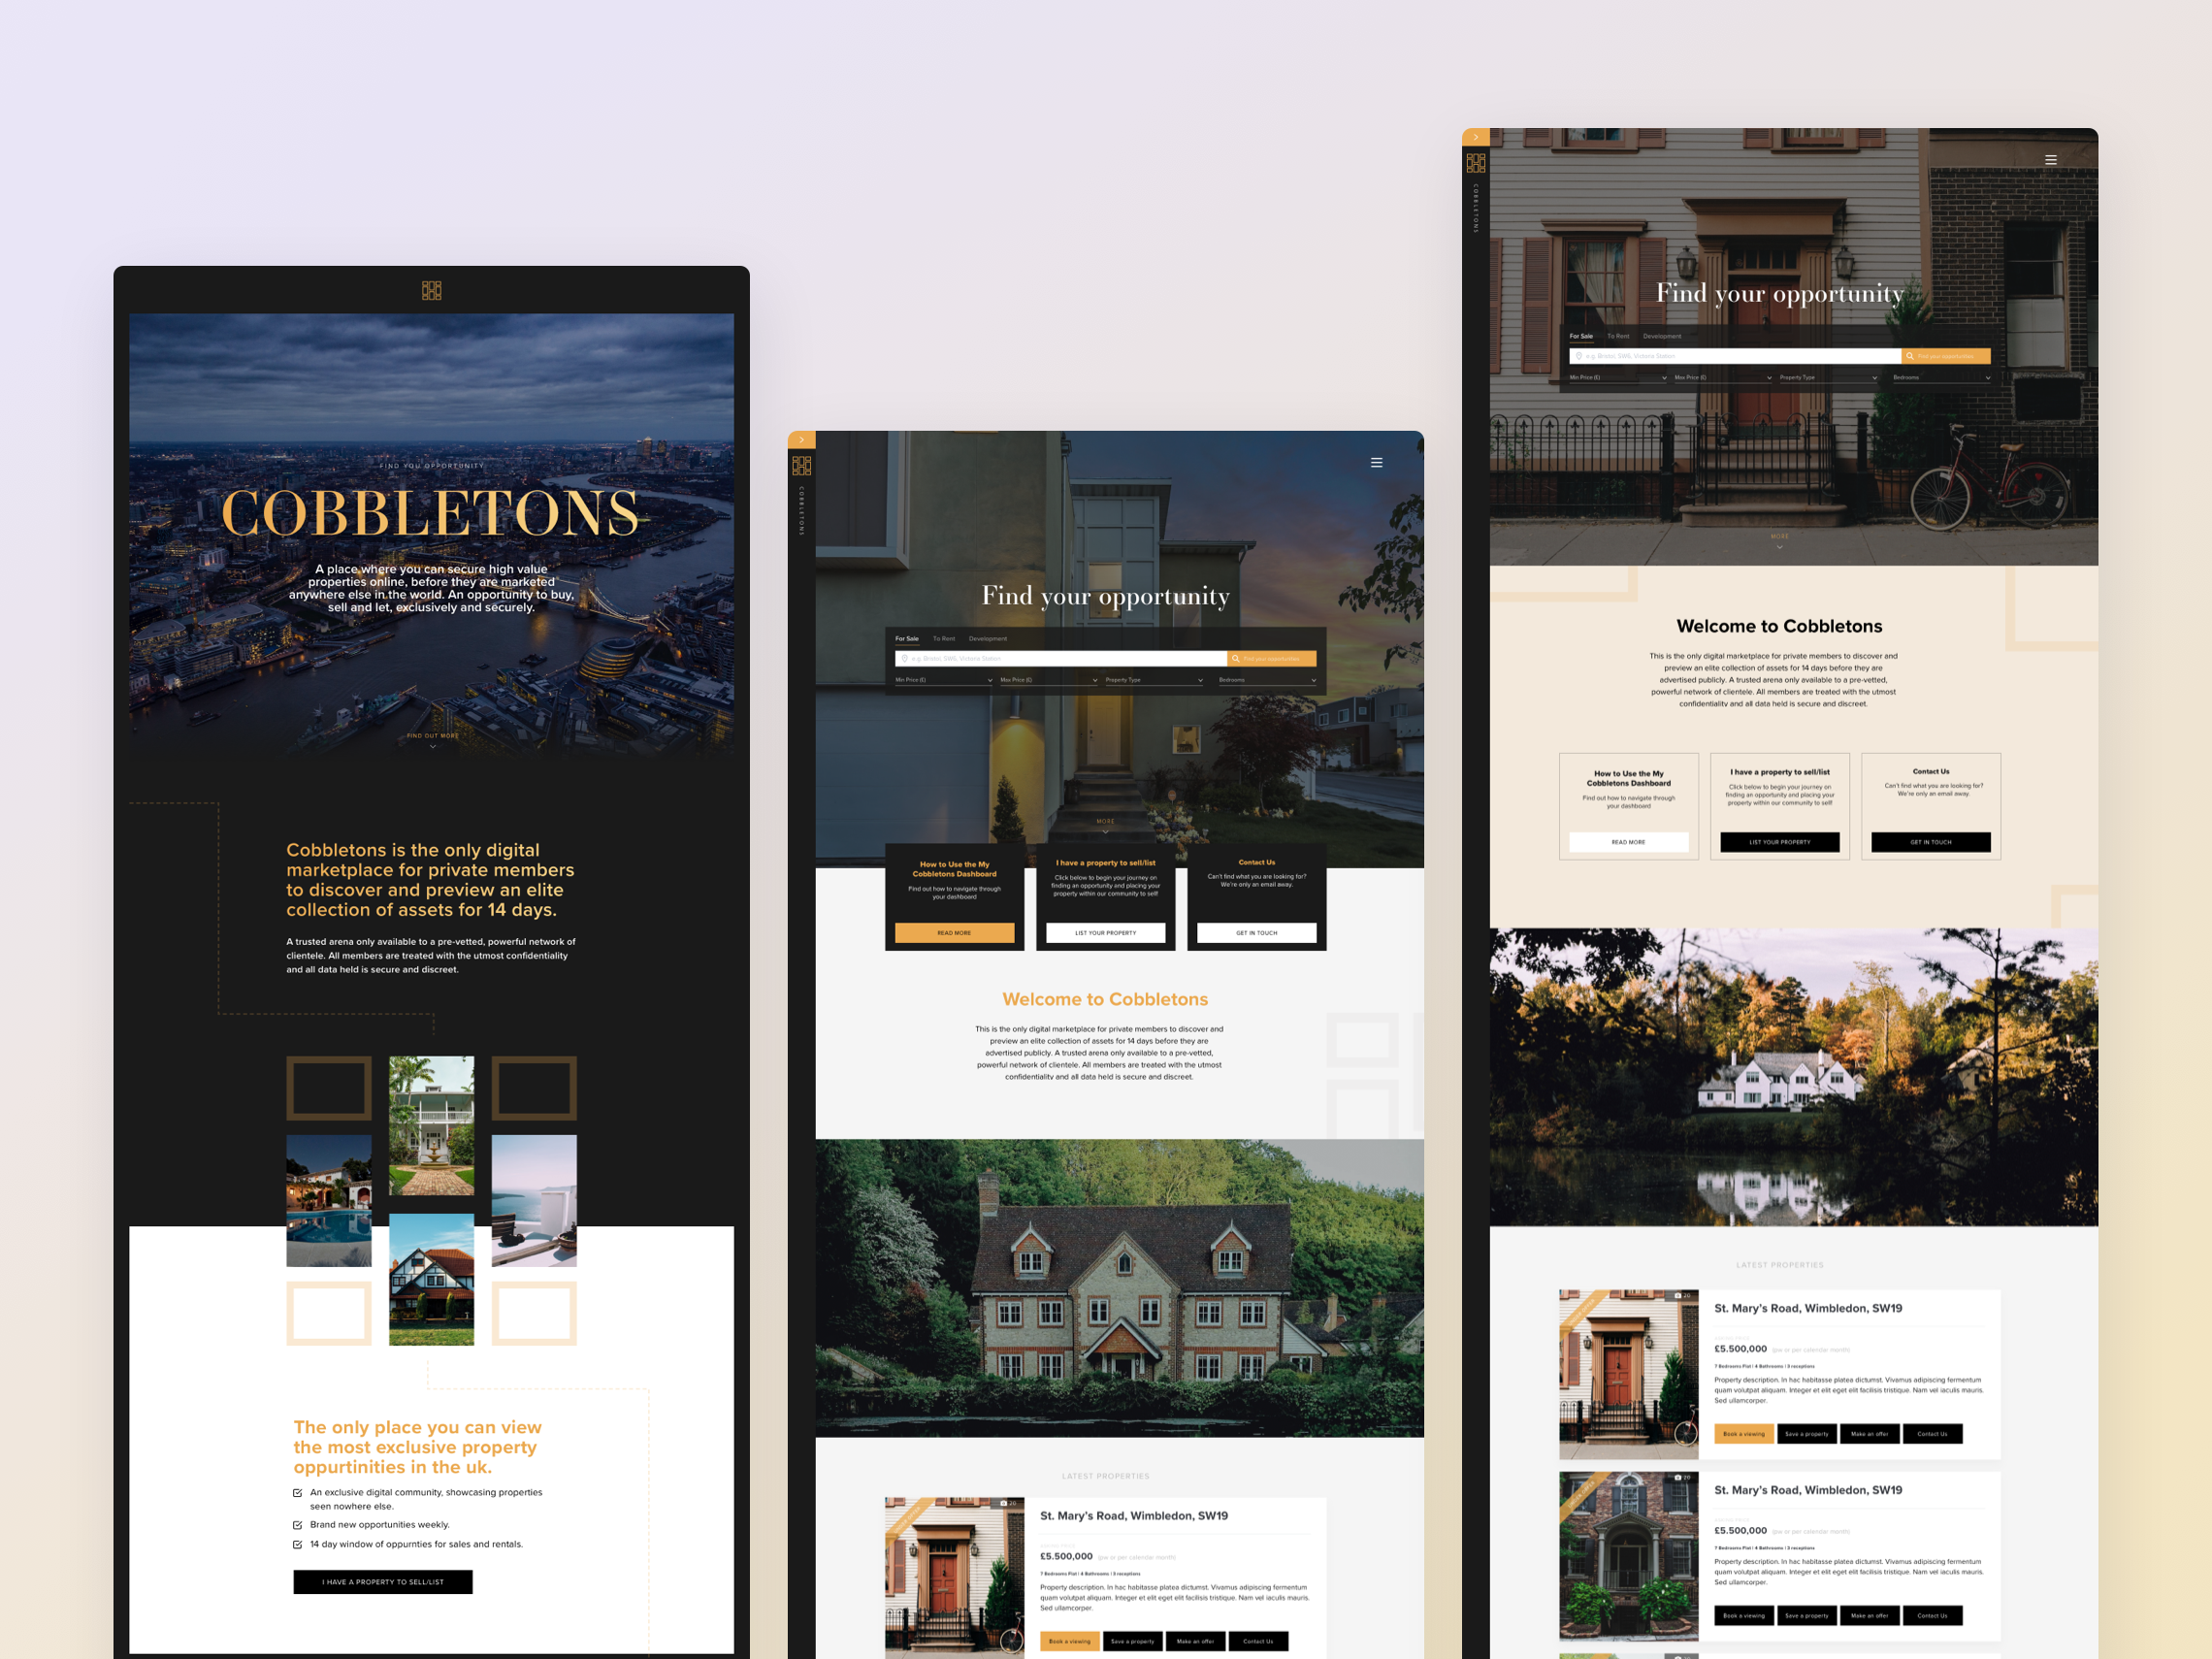 FIND YOU OPPORTUNITY
COBBLETONS
A place where you can secure high value
properties online, before they are marketed
anywhere else in the world. An opportunity to buy,
sell and let, exclusively and securely.
FIND OUT MORE
Cobbletons is the only digital
marketplace for private members
to discover and preview an elite
collection of assets for 14 days.
A trusted arena only available to a pre-vetted, powerful network of
clientele. All members are treated with the utmost confidentiality
and all data held is secure and discreet.
The only place you can view
the most exclusive property
oppurtinities in the uk.
An exclusive digital community, showcasing properties
seen nowhere else.
Brand new opportunities weekly.
14 day window of oppurnties for sales and rentals.
I HAVE A PROPERTY TO SELL/LIST
COBBLETONS
Find your opportunity
For Sale To Rent Development
e.g. Bristol, SW6, Victoria Station Find your opportunities
Min Price (£) Max Price (£) Property Type Bedrooms
MORE
How to Use the My
Cobbletons Dashboard
Find out how to navigate through
your dashboard
READ MORE
I have a property to sell/list
Click below to begin your journey on
finding an opportunity and placing your
property within our community to sell!
LIST YOUR PROPERTY
Contact Us
Can't find what you are looking for?
We're only an email away.
GET IN TOUCH
Welcome to Cobbletons
This is the only digital marketplace for private members to discover and
preview an elite collection of assets for 14 days before they are
advertised publicly. A trusted arena only available to a pre-vetted,
powerful network of clientele. All members are treated with the utmost
confidentiality and all data held is secure and discreet.
LATEST PROPERTIES
20
St. Mary's Road, Wimbledon, SW19
£5.500,000 (pw or per calendar month)
7 Bedrooms Flat | 4 Bathrooms | 3 receptions
Property description. In hac habitasse platea dictumst. Vivamus adipiscing fermentum
quam volutpat aliquam. Integer et elit eget elit facilisis tristique. Nam vel iaculis mauris.
Sed ullamcorper.
Book a viewing Save a property Make an offer Contact Us
COBBLETONS
Find your opportunity
For Sale To Rent Development
e.g. Bristol, SW6, Victoria Station Find your opportunities
Min Price (£) Max Price (£) Property Type Bedrooms
MORE
Welcome to Cobbletons
This is the only digital marketplace for private members to discover and
preview an elite collection of assets for 14 days before they are
advertised publicly. A trusted arena only available to a pre-vetted,
powerful network of clientele. All members are treated with the utmost
confidentiality and all data held is secure and discreet.
How to Use the My
Cobbletons Dashboard
Find out how to navigate through
your dashboard
READ MORE
I have a property to sell/list
Click below to begin your journey on
finding an opportunity and placing your
property within our community to sell!
LIST YOUR PROPERTY
Contact Us
Can't find what you are looking for?
We're only an email away.
GET IN TOUCH
LATEST PROPERTIES
20
St. Mary's Road, Wimbledon, SW19
£5.500,000 (pw or per calendar month)
7 Bedrooms Flat | 4 Bathrooms | 3 receptions
Property description. In hac habitasse platea dictumst. Vivamus adipiscing fermentum
quam volutpat aliquam. Integer et elit eget elit facilisis tristique. Nam vel iaculis mauris.
Sed ullamcorper.
Book a viewing Save a property Make an offer Contact Us
20
St. Mary's Road, Wimbledon, SW19
£5.500,000 (pw or per calendar month)
7 Bedrooms Flat | 4 Bathrooms | 3 receptions
Property description. In hac habitasse platea dictumst. Vivamus adipiscing fermentum
quam volutpat aliquam. Integer et elit eget elit facilisis tristique. Nam vel iaculis mauris.
Sed ullamcorper.
Book a viewing Save a property Make an offer Contact Us